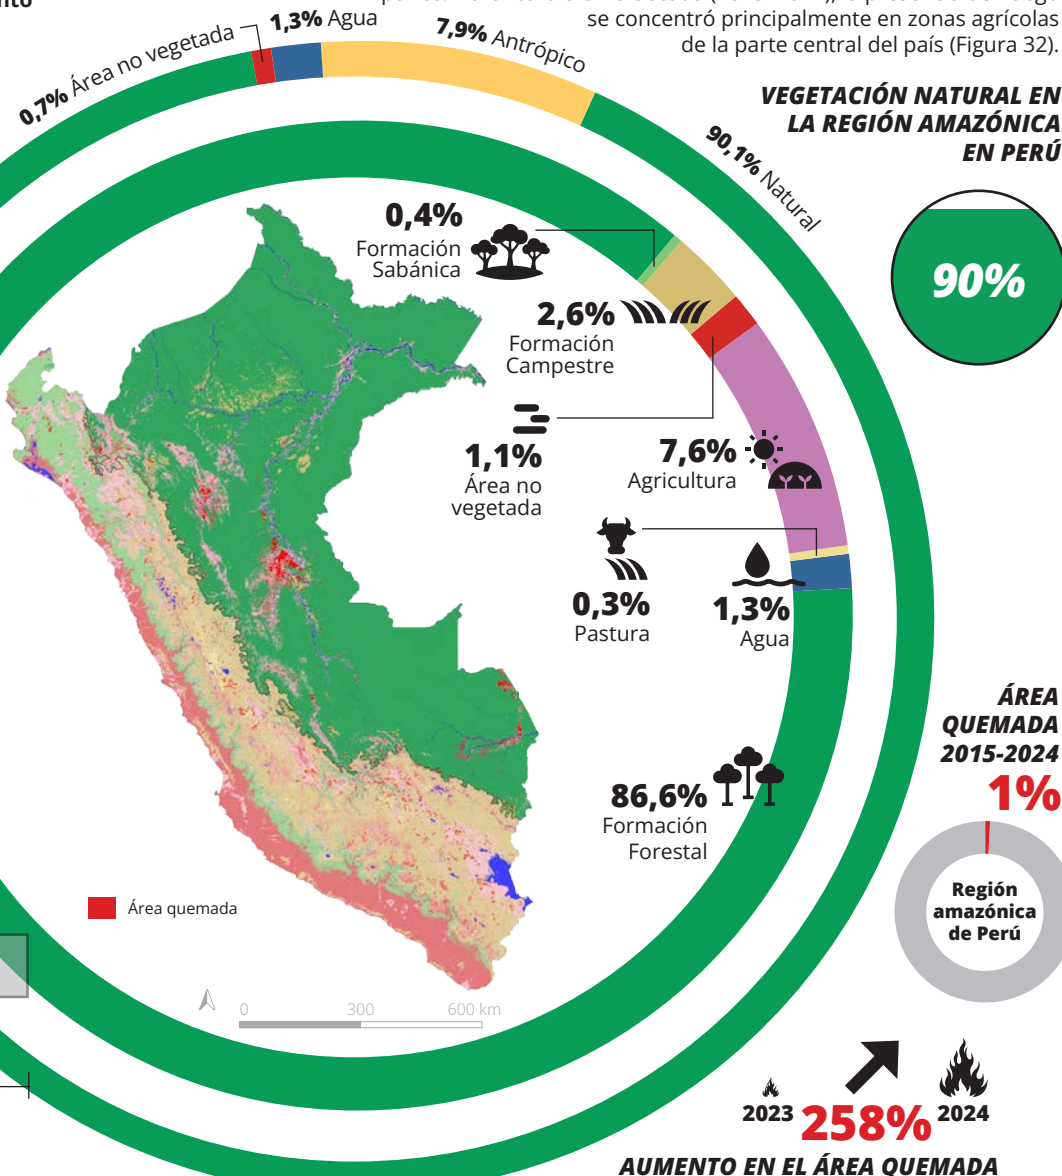 se concentró principalmente en zonas agrícolas
de la parte central del país (Figura 32).
0,7% Área no vegetada
1,3% Agua
7,9% Antrópico
90,1% Natural
VEGETACIÓN NATURAL EN
LA REGIÓN AMAZÓNICA
EN PERÚ
90%
0,4%
Formación
Sabánica
2,6%
Formación
Campestre
1,1%
Área no
vegetada
7,6%
Agricultura
0,3%
Pastura
1,3%
Agua
86,6%
Formación
Forestal
ÁREA
QUEMADA
2015-2024
1%
Región
amazónica
de Perú
Área quemada
0 300 600 km
2023 258% 2024
AUMENTO EN EL ÁREA QUEMADA